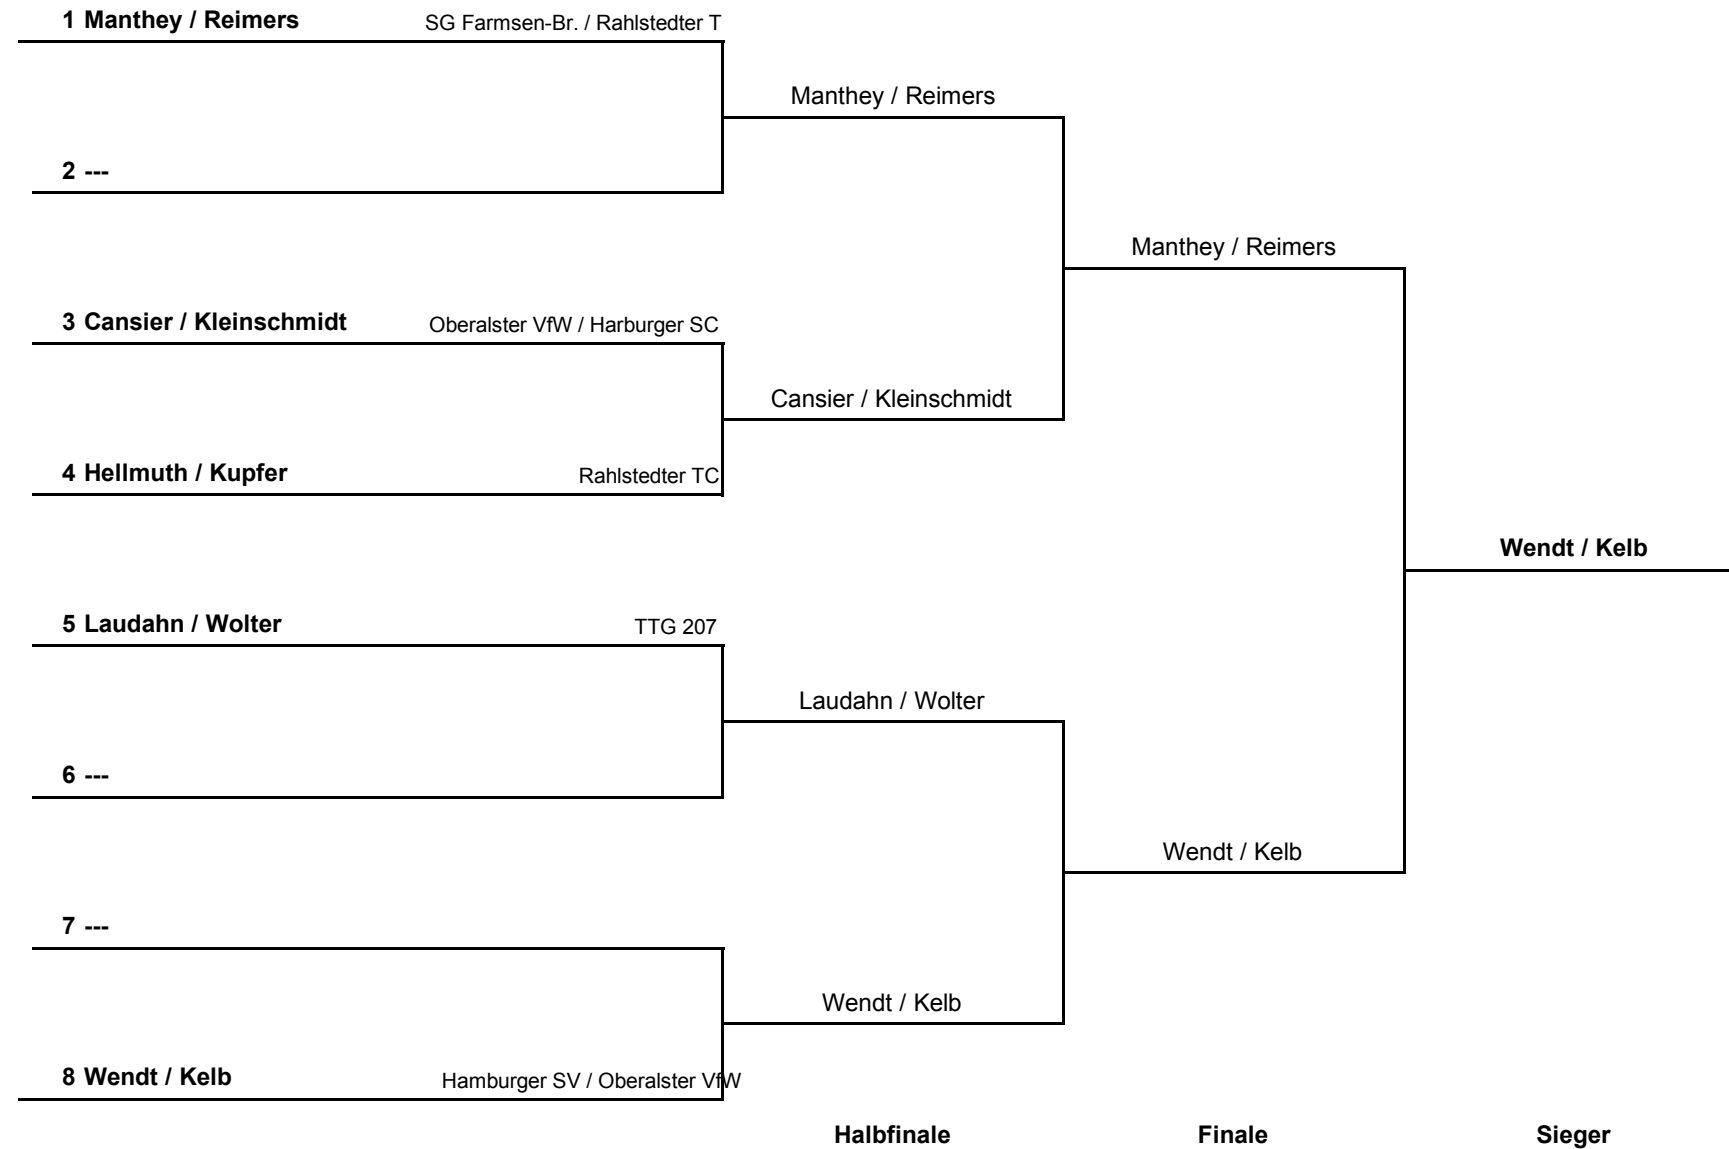 1 Manthey / Reimers SG Farmsen-Br. / Rahlstedter T
Manthey / Reimers
2 ---
Manthey / Reimers
3 Cansier / Kleinschmidt Oberalster VfW / Harburger SC
Cansier / Kleinschmidt
4 Hellmuth / Kupfer Rahlstedter TC
Wendt / Kelb
5 Laudahn / Wolter TTG 207
Laudahn / Wolter
6 ---
Wendt / Kelb
7 ---
Wendt / Kelb
8 Wendt / Kelb Hamburger SV / Oberalster VfW
Halbfinale Finale Sieger